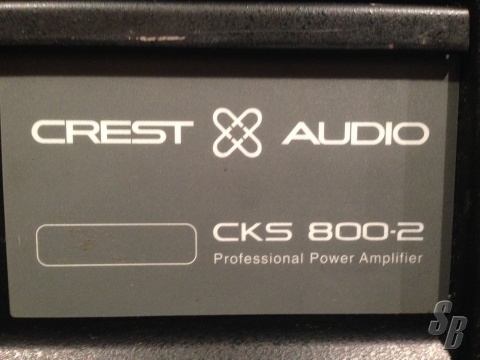 CREST AUDIO
CKS 800-2
Professional Power Amplifier
SB